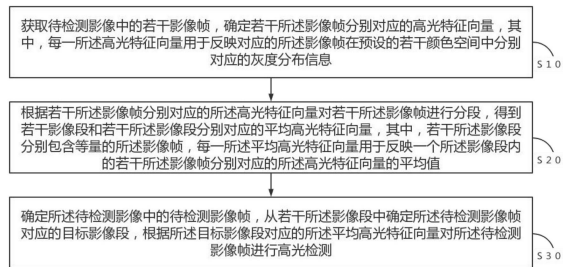 获取待检测影像中的若干影像帧，确定若干所述影像帧分别对应的高光特征向量，其
中，每一所述高光特征向量用于反映对应的所述影像帧在预设的若干颜色空间中分别
对应的灰度分布信息
S10
根据若干所述影像帧分别对应的所述高光特征向量对若干所述影像帧进行分段，得到
若干影像段和若干所述影像段分别对应的平均高光特征向量，其中，若干所述影像段
分别包含等量的所述影像帧，每一所述平均高光特征向量用于反映一个所述影像段内
的若干所述影像帧分别对应的所述高光特征向量的平均值
S20
确定所述待检测影像中的待检测影像帧，从若干所述影像段中确定所述待检测影像帧
对应的目标影像段，根据所述目标影像段对应的所述平均高光特征向量对所述待检测
影像帧进行高光检测
S30